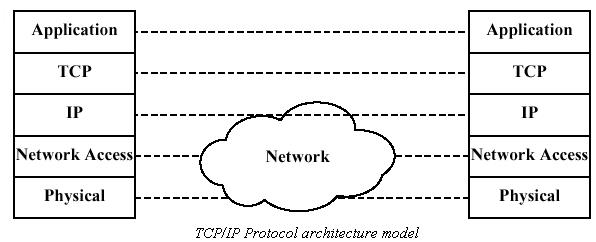 Application
Application
TCP
TCP
IP
IP
Network Access
Network
Network Access
Physical
Physical
TCP/IP Protocol architecture model